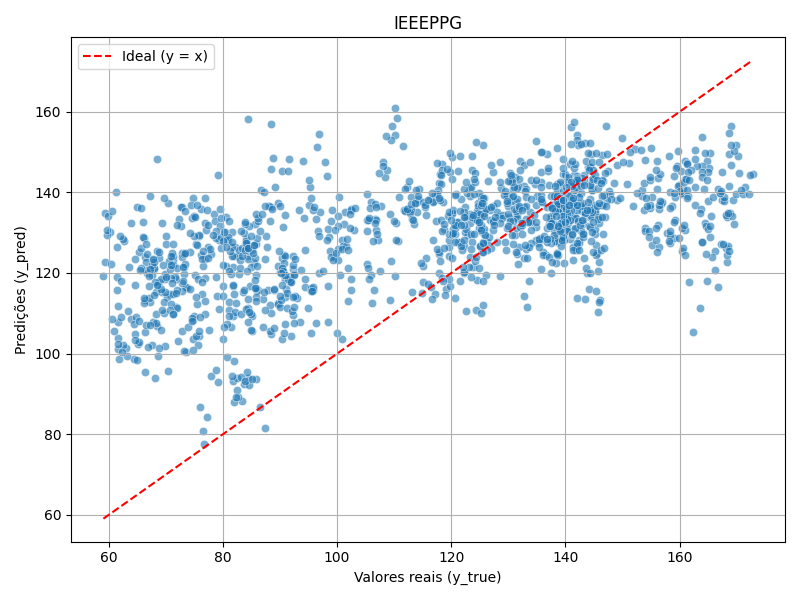 IEEEPPG
Ideal (y = x)
Predições (y_pred)
160
140
120
100
80
60
60 80 100 120 140 160
Valores reais (y_true)